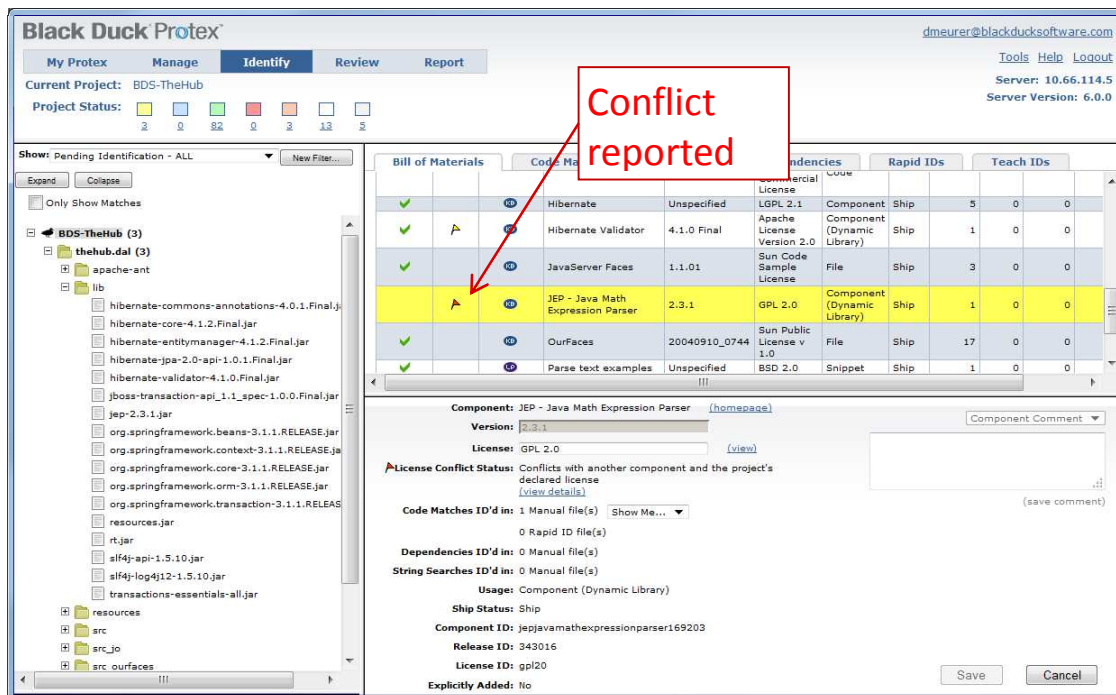 Black Duck Protex
dmeurer@blackducksoftware.com
My Protex Manage Identify Review Report
Tools Help Logout
Current Project: BDS-TheHub
Server: 10.66.114.5
Project Status:
Server Version: 6.0.0
3 0 82 0 3 13 5
Conflict
reported
Show: Pending Identification - ALL New Filter...
Expand Collapse
Only Show Matches
BDS-TheHub (3)
thehub.dal (3)
apache-ant
lib
hibernate-commons-annotations-4.0.1.Final.j
hibernate-core-4.1.2.Final.jar
hibernate-entitymanager-4.1.2.Final.jar
hibernate-jpa-2.0-api-1.0.1.Final.jar
hibernate-validator-4.1.0.Final.jar
jboss-transaction-api_1.1_spec-1.0.0.Final.jar
jep-2.3.1.jar
org.springframework.beans-3.1.1.RELEASE.jar
org.springframework.context-3.1.1.RELEASE.ja
org.springframework.core-3.1.1.RELEASE.jar
org.springframework.orm-3.1.1.RELEASE.jar
org.springframework.transaction-3.1.1.RELEAS
resources.jar
rt.jar
slf4j-api-1.5.10.jar
slf4j-log4j12-1.5.10.jar
transactions-essentials-all.jar
resources
src
src_jo
src_ourfaces
Bill of Materials Code Ma endencies Rapid IDs Teach IDs
Commercial Code
License
Hibernate Unspecified LGPL 2.1 Component Ship 5 0 0
KD Hibernate Validator 4.1.0 Final Apache License Version 2.0 Component (Dynamic Library) Ship 1 0 0
KD JavaServer Faces 1.1.01 Sun Code Sample License File Ship 3 0 0
KD JEP - Java Math Expression Parser 2.3.1 GPL 2.0 Component (Dynamic Library) Ship 1 0 0
KD OurFaces 20040910_0744 Sun Public License v 1.0 File Ship 17 0 0
LP Parse text examples Unspecified BSD 2.0 Snippet Ship 1 0 0
Component: JEP - Java Math Expression Parser (homepage)
Component Comment
Version: 2.3.1
License: GPL 2.0 (view)
License Conflict Status: Conflicts with another component and the project's
declared license
(view details)
(save comment)
Code Matches ID'd in: 1 Manual file(s) Show Me...
0 Rapid ID file(s)
Dependencies ID'd in: 0 Manual file(s)
String Searches ID'd in: 0 Manual file(s)
Usage: Component (Dynamic Library)
Ship Status: Ship
Component ID: jepjavamathexpressionparser169203
Release ID: 343016
License ID: gpl20
Explicitly Added: No
Save Cancel